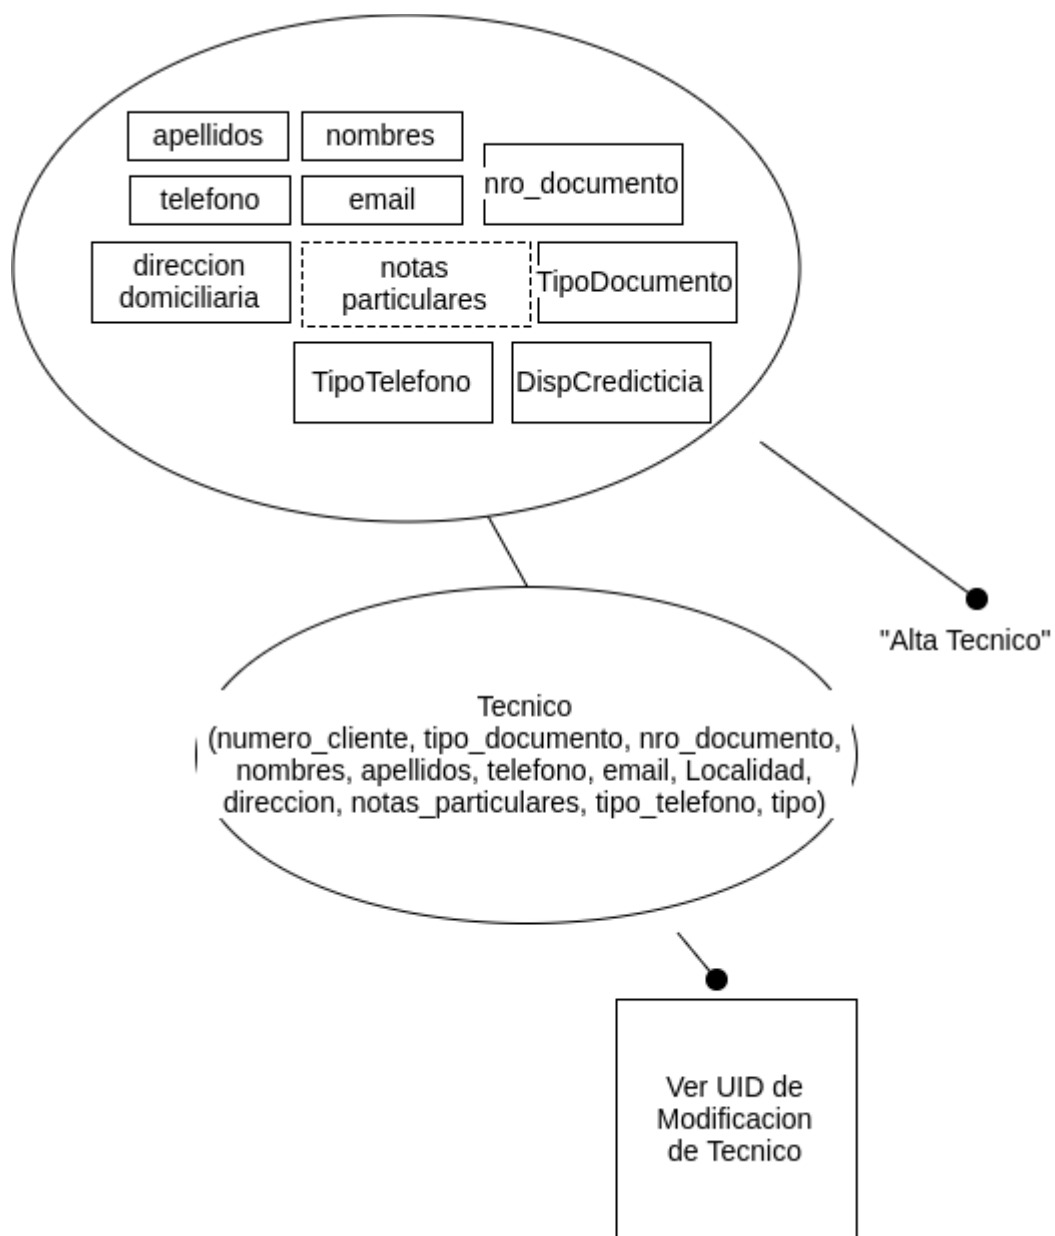 apellidos
nombres
nro_documento
telefono
email
direccion
domiciliaria
notas
particulares
TipoDocumento
TipoTelefono
DispCredicticia
"Alta Tecnico"
Tecnico
(numero_cliente, tipo_documento, nro_documento,
nombres, apellidos, telefono, email, Localidad,
direccion, notas_particulares, tipo_telefono, tipo)
Ver UID de
Modificacion
de Tecnico